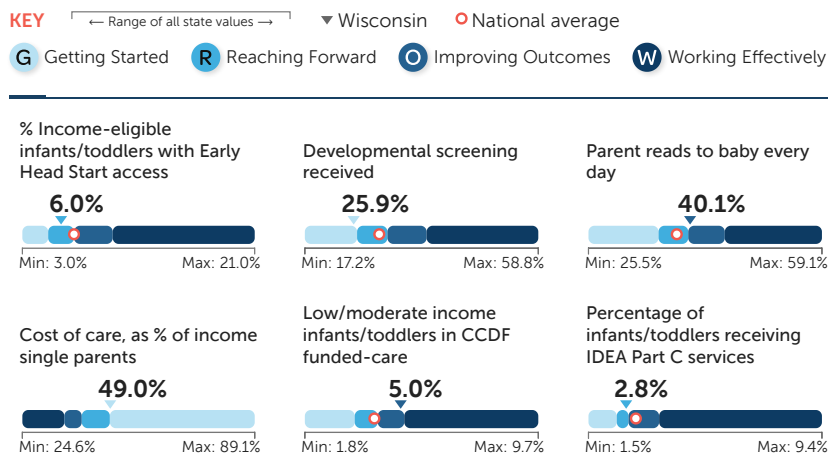 KEY ← Range of all state values → Wisconsin National average
G Getting Started R Reaching Forward O Improving Outcomes W Working Effectively
% Income-eligible
infants/toddlers with Early
Head Start access
6.0%
Min: 3.0% Max: 21.0%
Developmental screening
received
25.9%
Min: 17.2% Max: 58.8%
Parent reads to baby every
day
40.1%
Min: 25.5% Max: 59.1%
Cost of care, as % of income
single parents
49.0%
Min: 24.6% Max: 89.1%
Low/moderate income
infants/toddlers in CCDF
funded-care
5.0%
Min: 1.8% Max: 9.7%
Percentage of
infants/toddlers receiving
IDEA Part C services
2.8%
Min: 1.5% Max: 9.4%